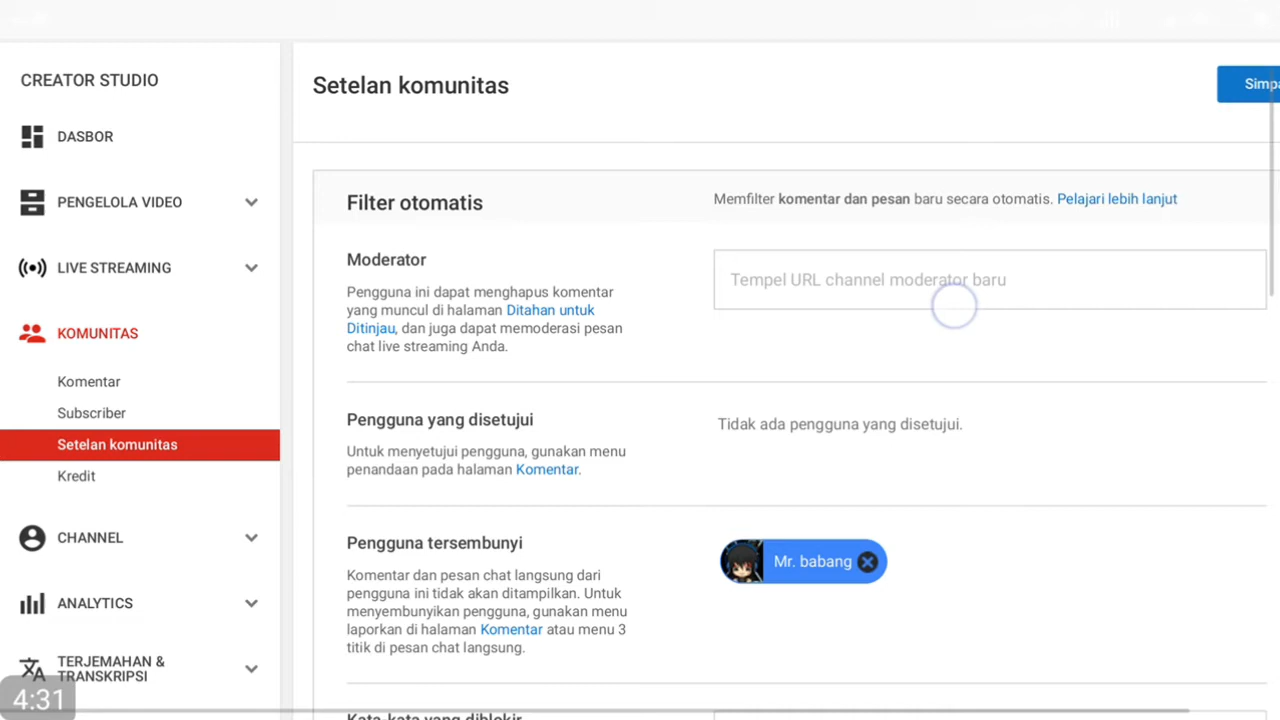 CREATOR STUDIO
DASBOR
PENGELOLA VIDEO
LIVE STREAMING
KOMUNITAS
Komentar
Subscriber
Setelan komunitas
Kredit
CHANNEL
ANALYTICS
TERJEMAHAN &
TRANSKRIPSI
4:31
Setelan komunitas
Simpa
Filter otomatis
Memfilter komentar dan pesan baru secara otomatis. Pelajari lebih lanjut
Moderator
Pengguna ini dapat menghapus komentar
yang muncul di halaman Ditahan untuk
Ditinjau, dan juga dapat memoderasi pesan
chat live streaming Anda.
Tempel URL channel moderator baru
Pengguna yang disetujui
Untuk menyetujui pengguna, gunakan menu
penandaan pada halaman Komentar.
Tidak ada pengguna yang disetujui.
Pengguna tersembunyi
Komentar dan pesan chat langsung dari
pengguna ini tidak akan ditampilkan. Untuk
menyembunyikan pengguna, gunakan menu
laporkan di halaman Komentar atau menu 3
titik di pesan chat langsung.
Mr. babang
Kata-kata yang diblokir